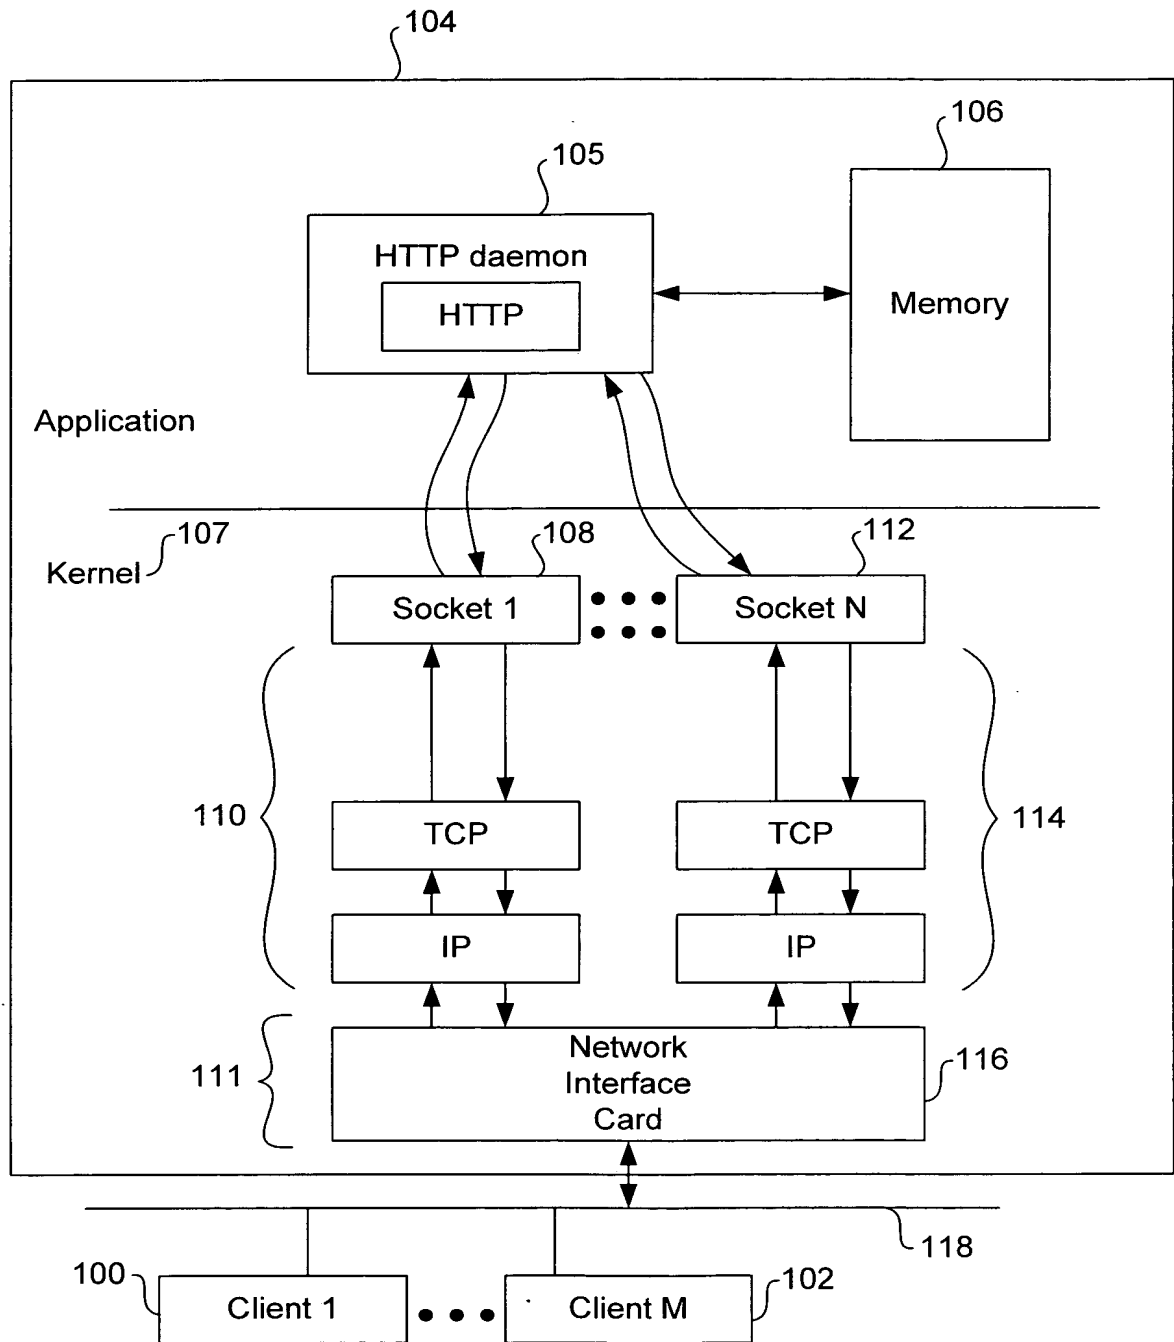 104
106
105
HTTP daemon
HTTP
Memory
Application
107
108
112
Kernel
Socket 1
Socket N
110
114
TCP
TCP
IP
IP
111
Network
Interface
Card
116
118
100
102
Client 1
Client M